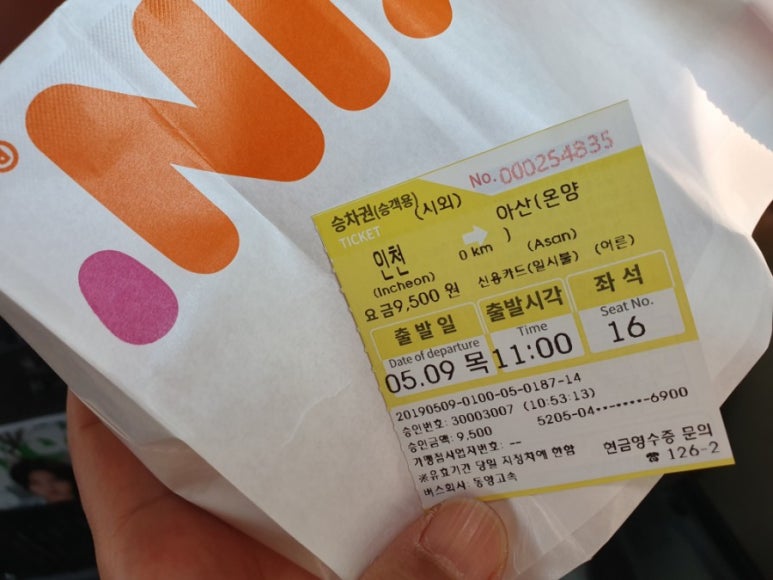 NI
®
No. 000254835
승차권(승객용)(시외)
TICKET
인천 아산(온양
0 km )
(Incheon) (Asan)
요금9,500 원 신용카드(일시불) (어른)
출발일 출발시각 좌석
Date of departure Time Seat No.
05.09 목 11:00 16
20190509-0100-05-0187-14
승인번호: 30003007 (10:53:13)
승인금액: 9,500 5205-04••-••••-6900
가맹점사업자번호: --
※유효기간 당일 지정차에 한함 현금영수증 문의
버스회사: 동영고속 ☎ 126-2